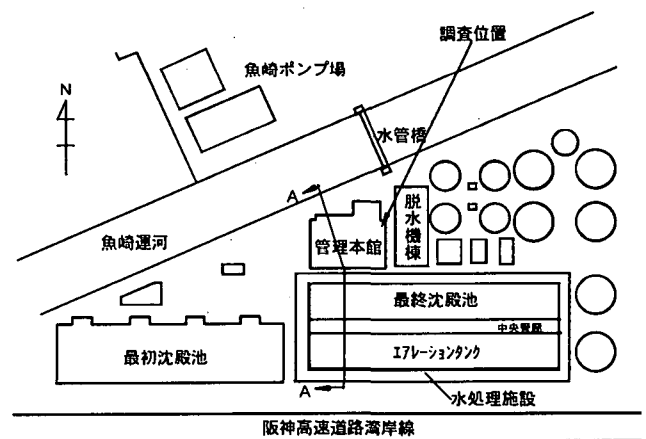 調査位置
魚崎ポンプ場
N
水管橋
A
脱水機棟
魚崎運河
管理本館
最終沈殿池
中央管廊
最初沈殿池
エアレーションタンク
A
水処理施設
阪神高速道路湾岸線